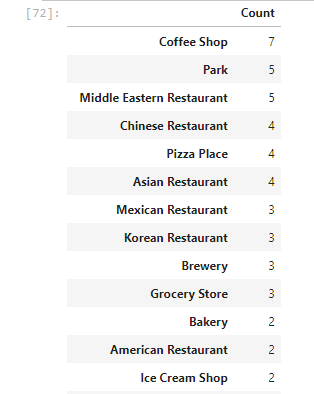 [72]: Count
Coffee Shop 7
Park 5
Middle Eastern Restaurant 5
Chinese Restaurant 4
Pizza Place 4
Asian Restaurant 4
Mexican Restaurant 3
Korean Restaurant 3
Brewery 3
Grocery Store 3
Bakery 2
American Restaurant 2
Ice Cream Shop 2